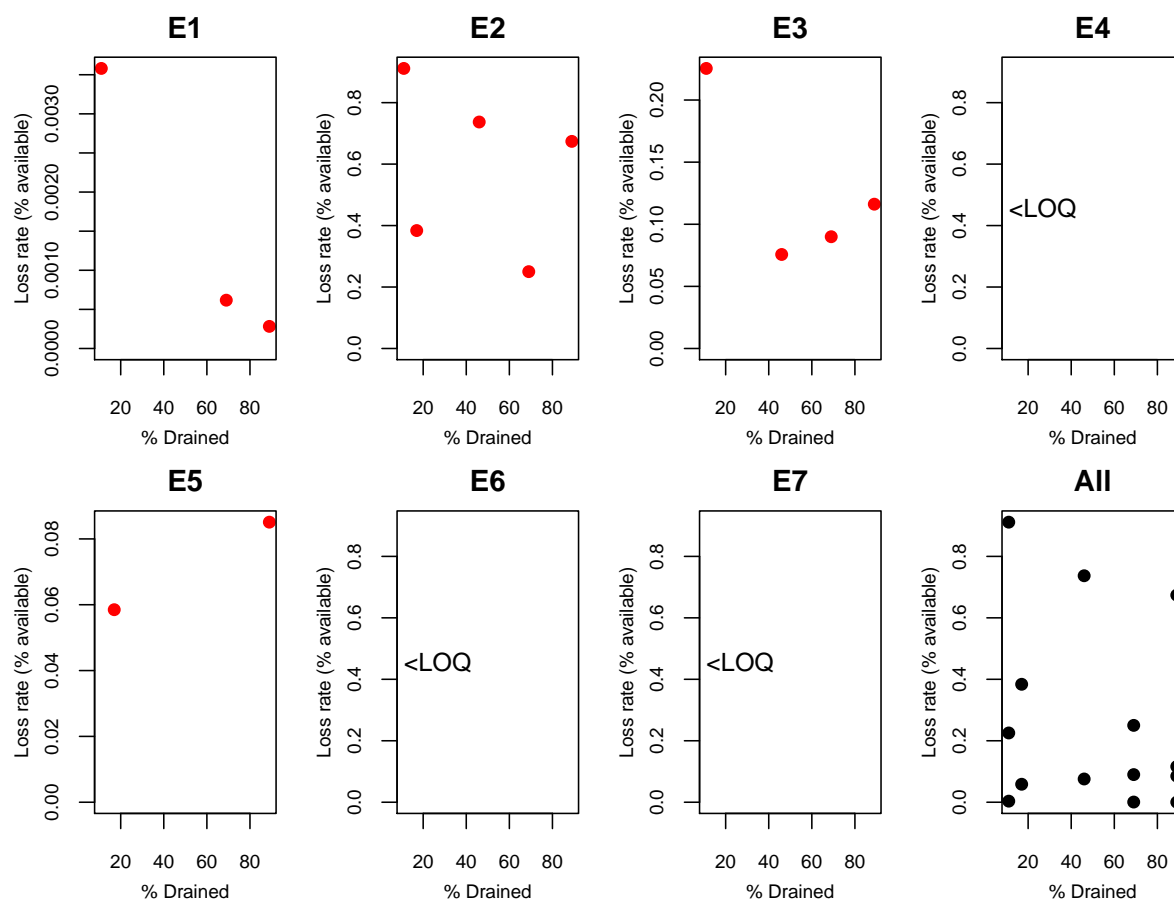 E1
E2
E3
E4
Loss rate (% available)
0.0000 0.0010 0.0020 0.0030
Loss rate (% available)
0.0 0.2 0.4 0.6 0.8
Loss rate (% available)
0.00 0.05 0.10 0.15 0.20
Loss rate (% available)
0.0 0.2 0.4 0.6 0.8
<LOQ
20 40 60 80
20 40 60 80
20 40 60 80
20 40 60 80
% Drained
% Drained
% Drained
% Drained
E5
E6
E7
All
Loss rate (% available)
0.00 0.02 0.04 0.06 0.08
Loss rate (% available)
0.0 0.2 0.4 0.6 0.8
<LOQ
Loss rate (% available)
0.0 0.2 0.4 0.6 0.8
<LOQ
Loss rate (% available)
0.0 0.2 0.4 0.6 0.8
20 40 60 80
20 40 60 80
20 40 60 80
20 40 60 80
% Drained
% Drained
% Drained
% Drained